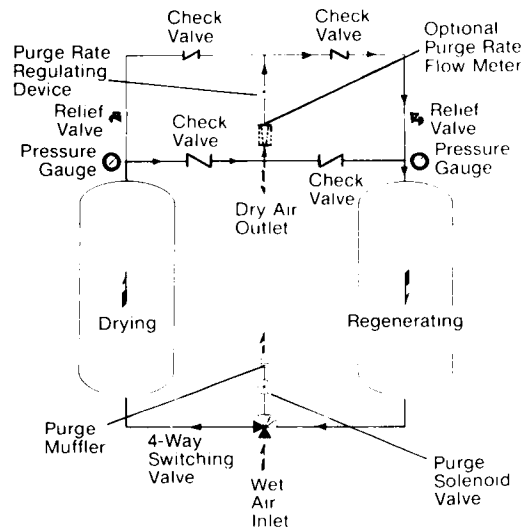 Check
Valve
Check
Valve
Optional
Purge Rate
Flow Meter
Purge Rate
Regulating
Device
Relief
Valve
Check
Valve
Relief
Valve
Pressure
Gauge
Check
Valve
Pressure
Gauge
Dry Air
Outlet
Drying
Regenerating
Purge
Muffler
4-Way
Switching
Valve
Wet
Air
Inlet
Purge
Solenoid
Valve